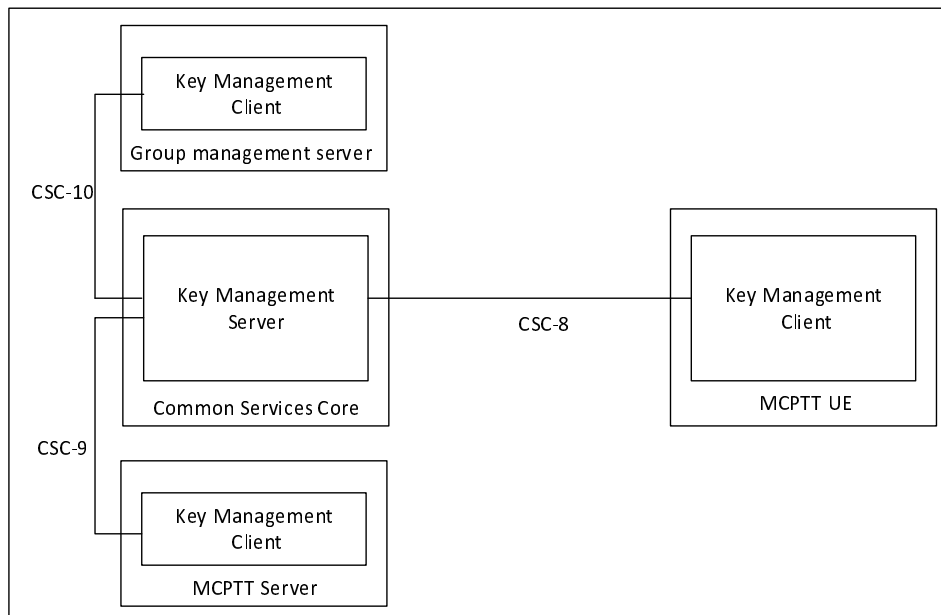 Key Management
Client
Group management server
CSC-10
Key Management
Server
Common Services Core
CSC-8
Key Management
Client
MCPTT UE
CSC-9
Key Management
Client
MCPTT Server